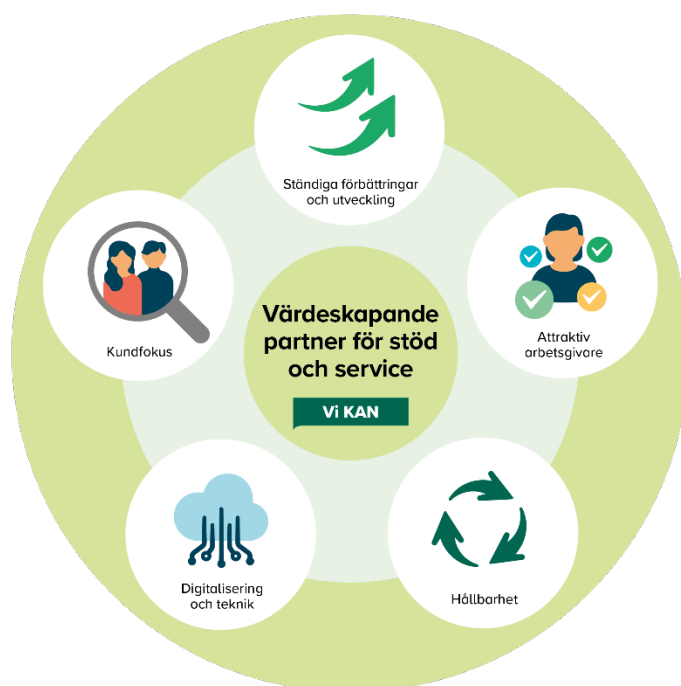 Ständiga förbättringar
och utveckling
Attraktiv
arbetsgivare
Kundfokus
Värdeskapande
partner för stöd
och service
Vi KAN
Digitalisering
och teknik
Hållbarhet